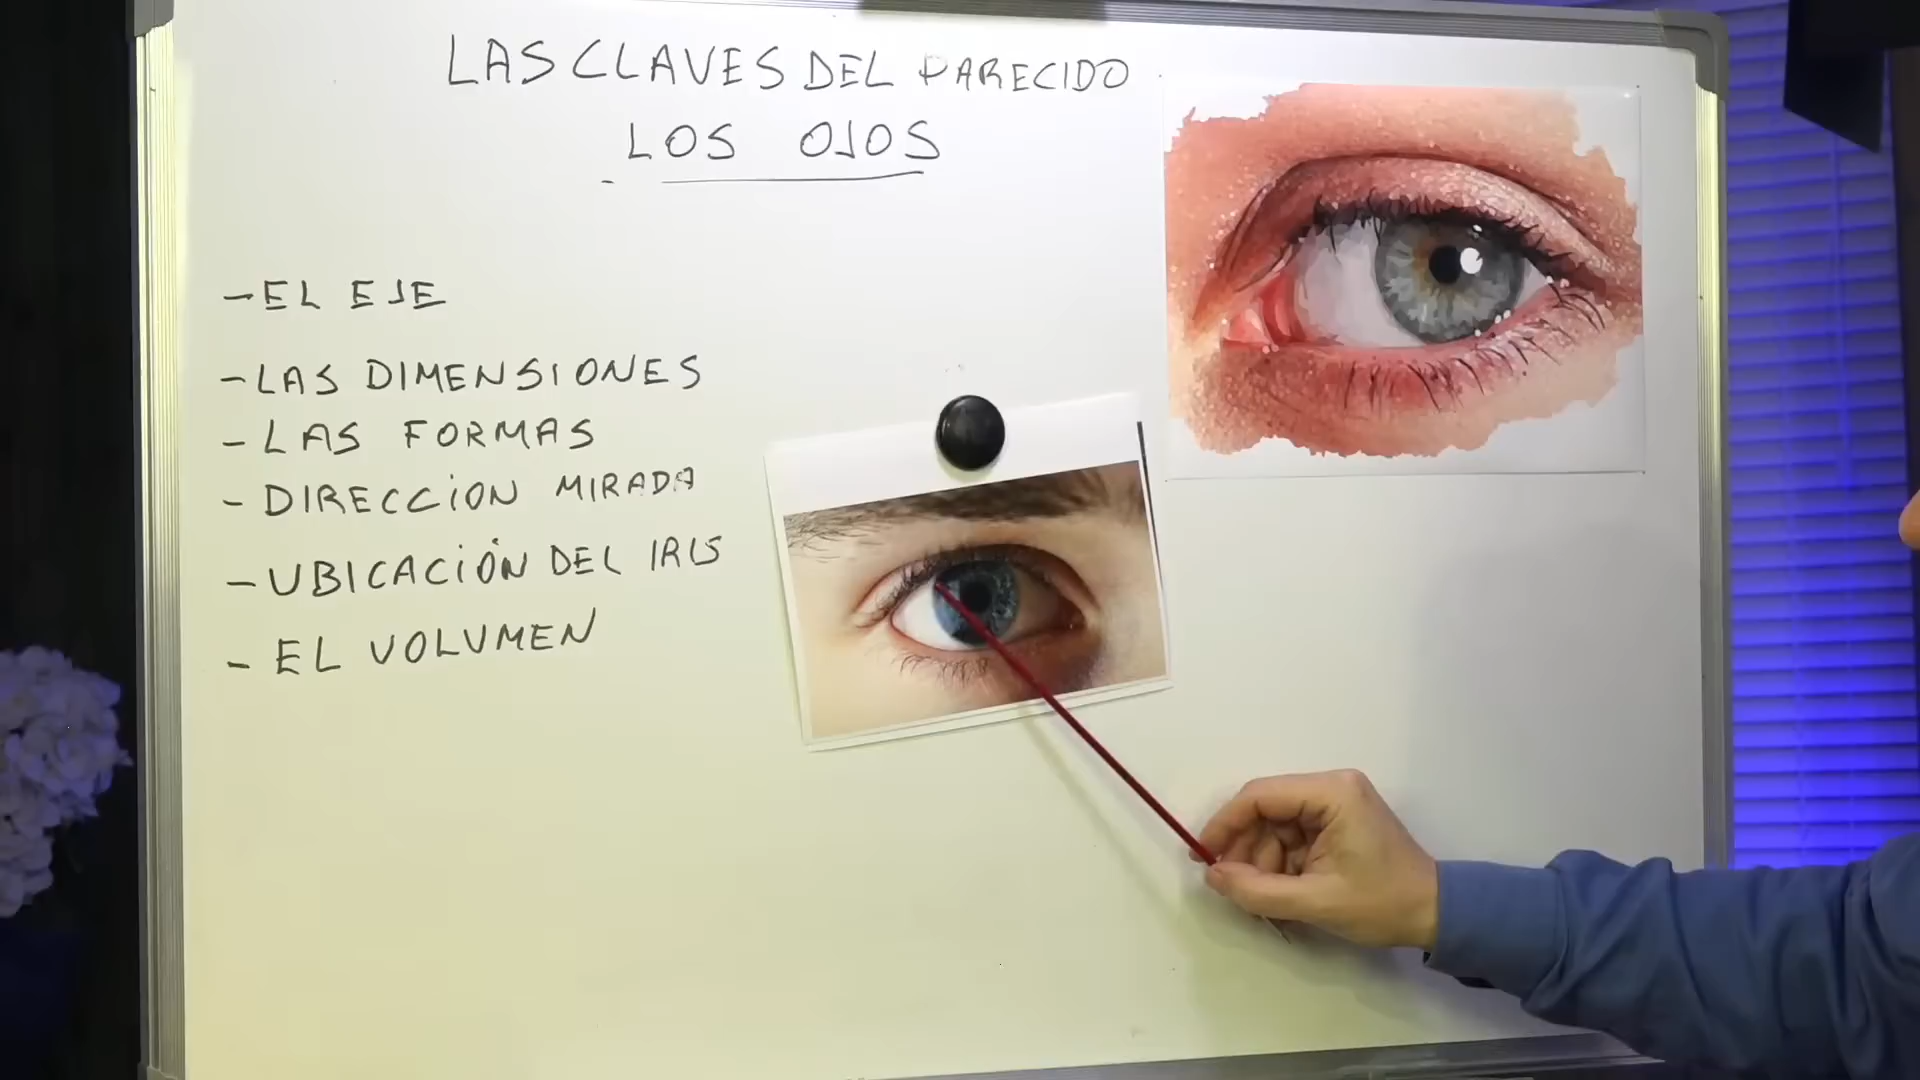 LAS CLAVES DEL PARECIDO
LOS OJOS
- EL EJE
- LAS DIMENSIONES
- LAS FORMAS
- DIRECCION MIRADA
- UBICACIÓN DEL IRIS
- EL VOLUMEN